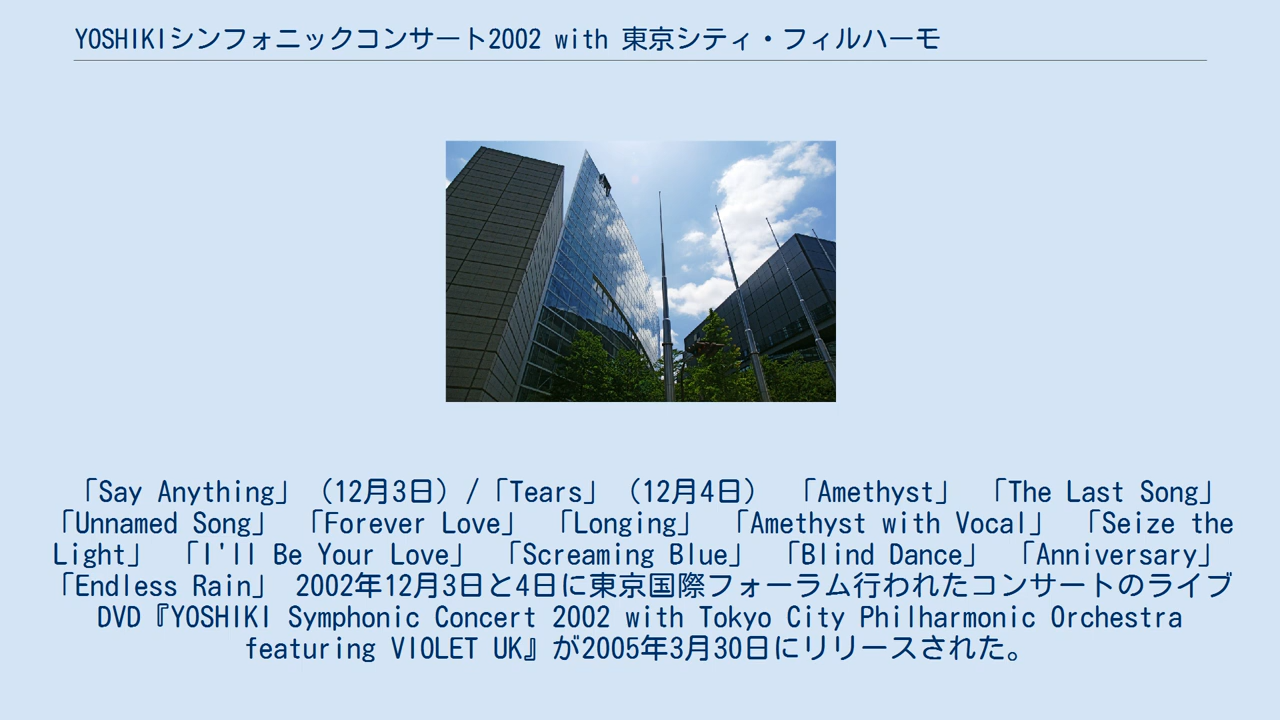 YOSHIKIシンフォニックコンサート2002 with 東京シティ・フィルハーモ
「Say Anything」（12月3日）/「Tears」（12月4日） 「Amethyst」 「The Last Song」
「Unnamed Song」 「Forever Love」 「Longing」 「Amethyst with Vocal」 「Seize the
Light」 「I'll Be Your Love」 「Screaming Blue」 「Blind Dance」 「Anniversary」
「Endless Rain」 2002年12月3日と4日に東京国際フォーラム行われたコンサートのライブ
DVD『YOSHIKI Symphonic Concert 2002 with Tokyo City Philharmonic Orchestra
featuring VIOLET UK』が2005年3月30日にリリースされた。